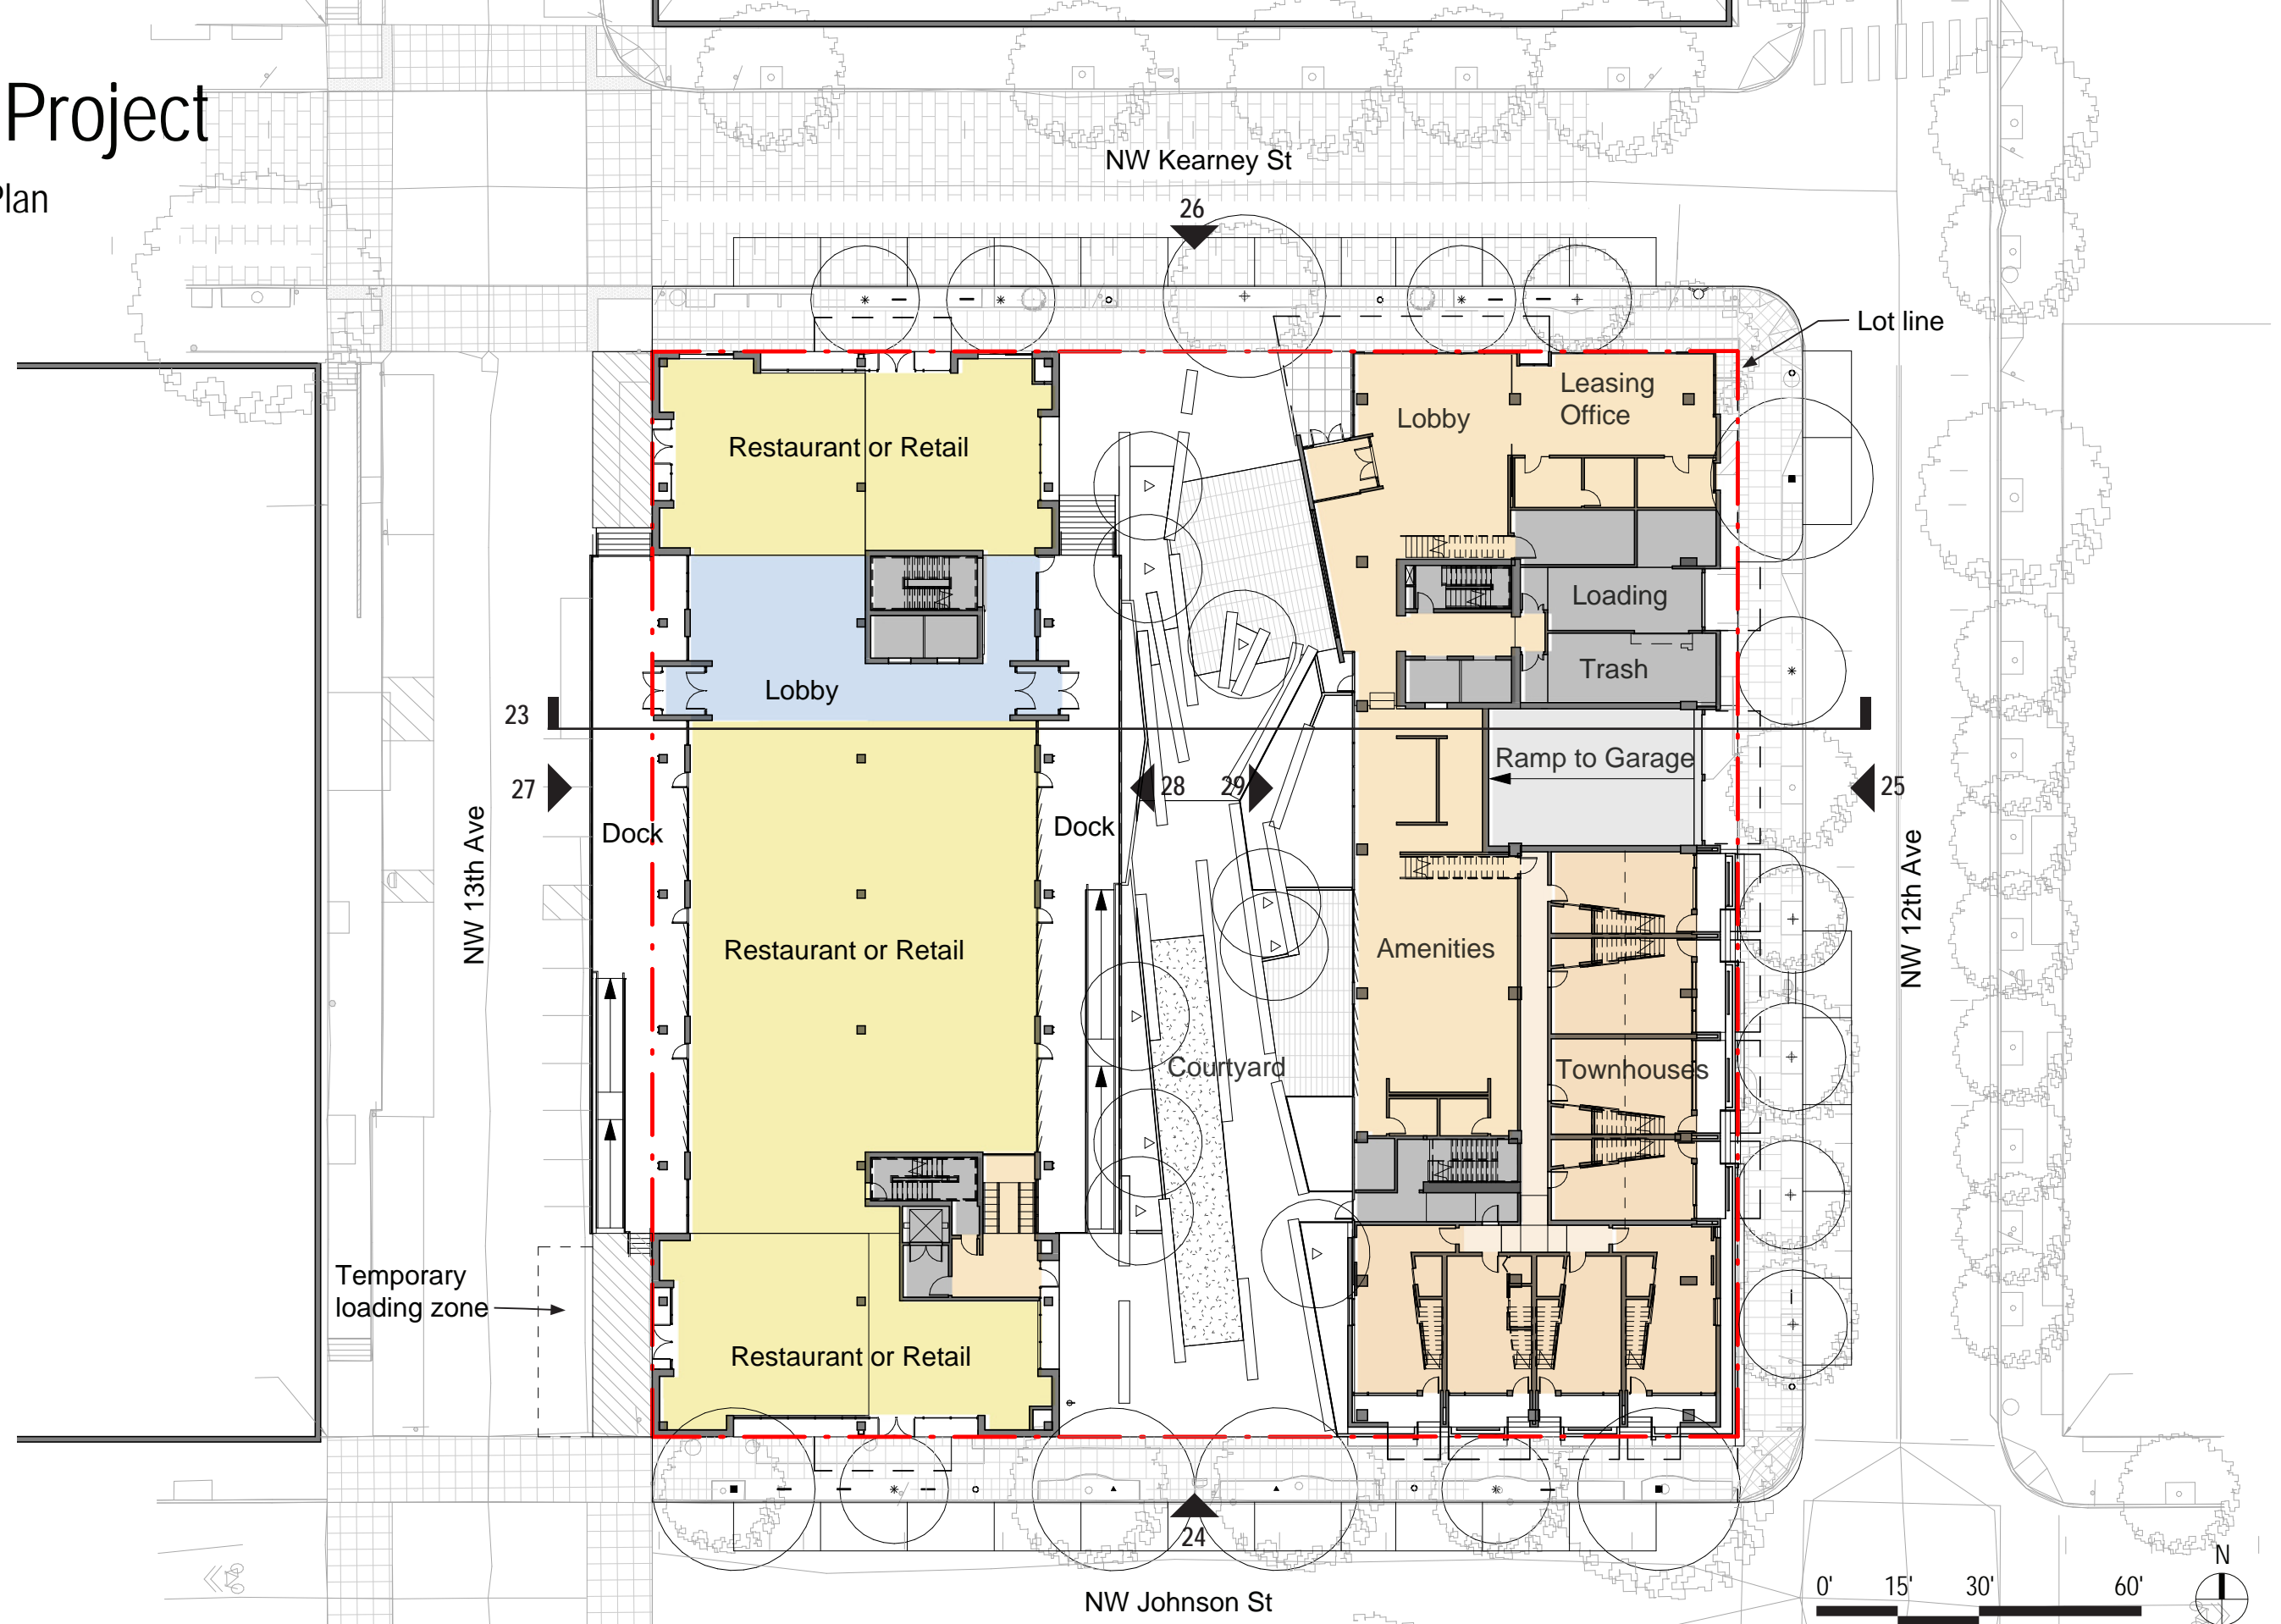 Project
Plan
NW Kearney St
26
Lot line
Leasing
Office
Lobby
Restaurant or Retail
Loading
Trash
Lobby
23
Ramp to Garage
27
28
29
25
Dock
Dock
NW 13th Ave
NW 12th Ave
Restaurant or Retail
Amenities
Courtyard
Townhouses
Temporary
loading zone
Restaurant or Retail
24
NW Johnson St
N
0' 15' 30' 60'